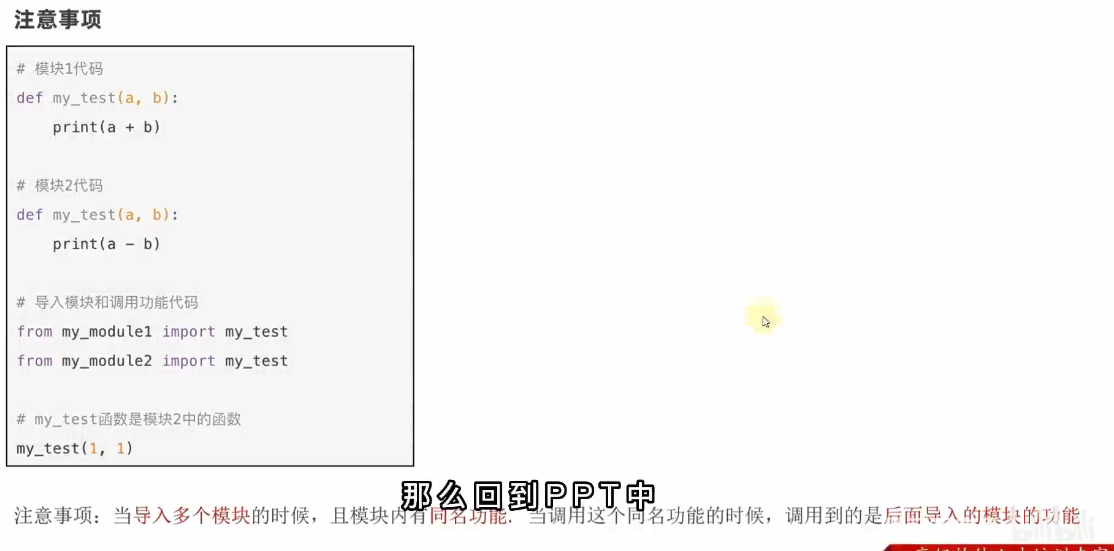 注意事项
# 模块1代码
def my_test(a, b):
    print(a + b)
# 模块2代码
def my_test(a, b):
    print(a - b)
# 导入模块和调用功能代码
from my_module1 import my_test
from my_module2 import my_test
# my_test函数是模块2中的函数
my_test(1, 1)
那么回到PPT中
注意事项：当导入多个模块的时候，且模块内有同名功能. 当调用这个同名功能的时候，调用到的是后面导入的模块的功能
bilibili